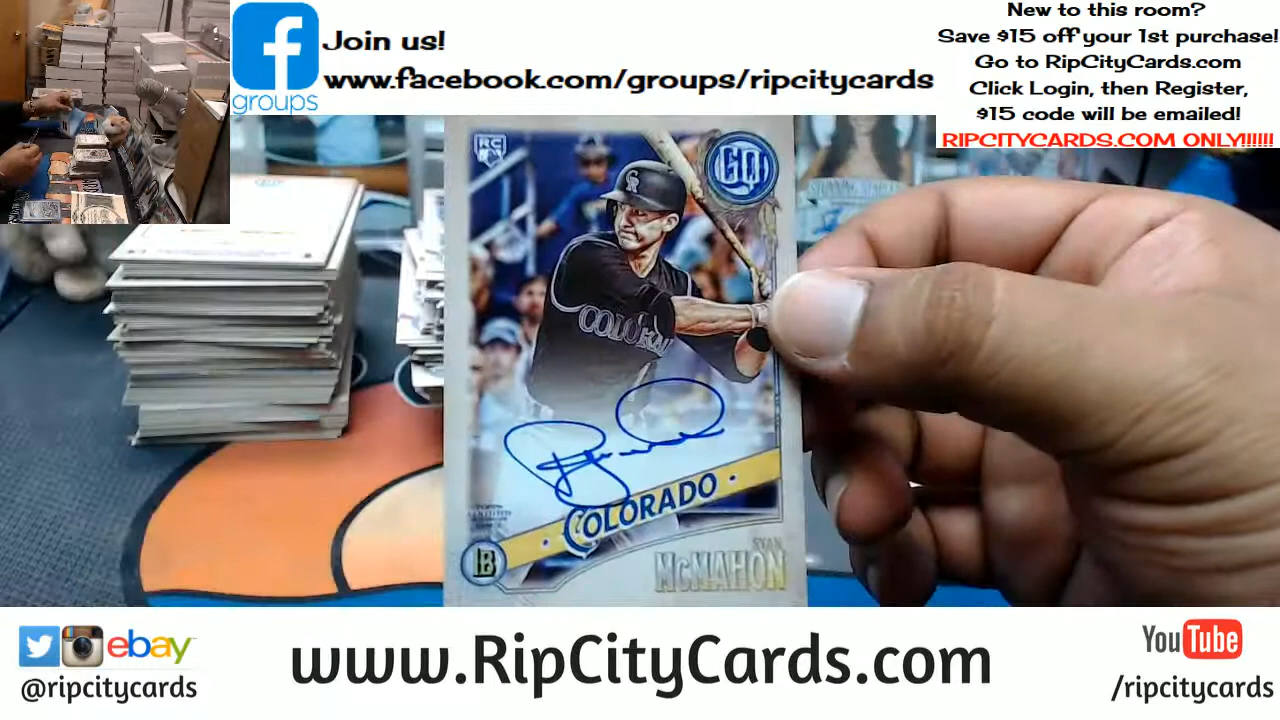 groups
Join us!
www.facebook.com/groups/ripcitycards
New to this room?
Save $15 off your 1st purchase!
Go to RipCityCards.com
Click Login, then Register,
$15 code will be emailed!
RIPCITYCARDS.COM ONLY!!!!!!
RC
GQ
COLORA
COLORADO
B
RYAN
McMAHON
ebay
@ripcitycards
www.RipCityCards.com
YouTube
/ripcitycards